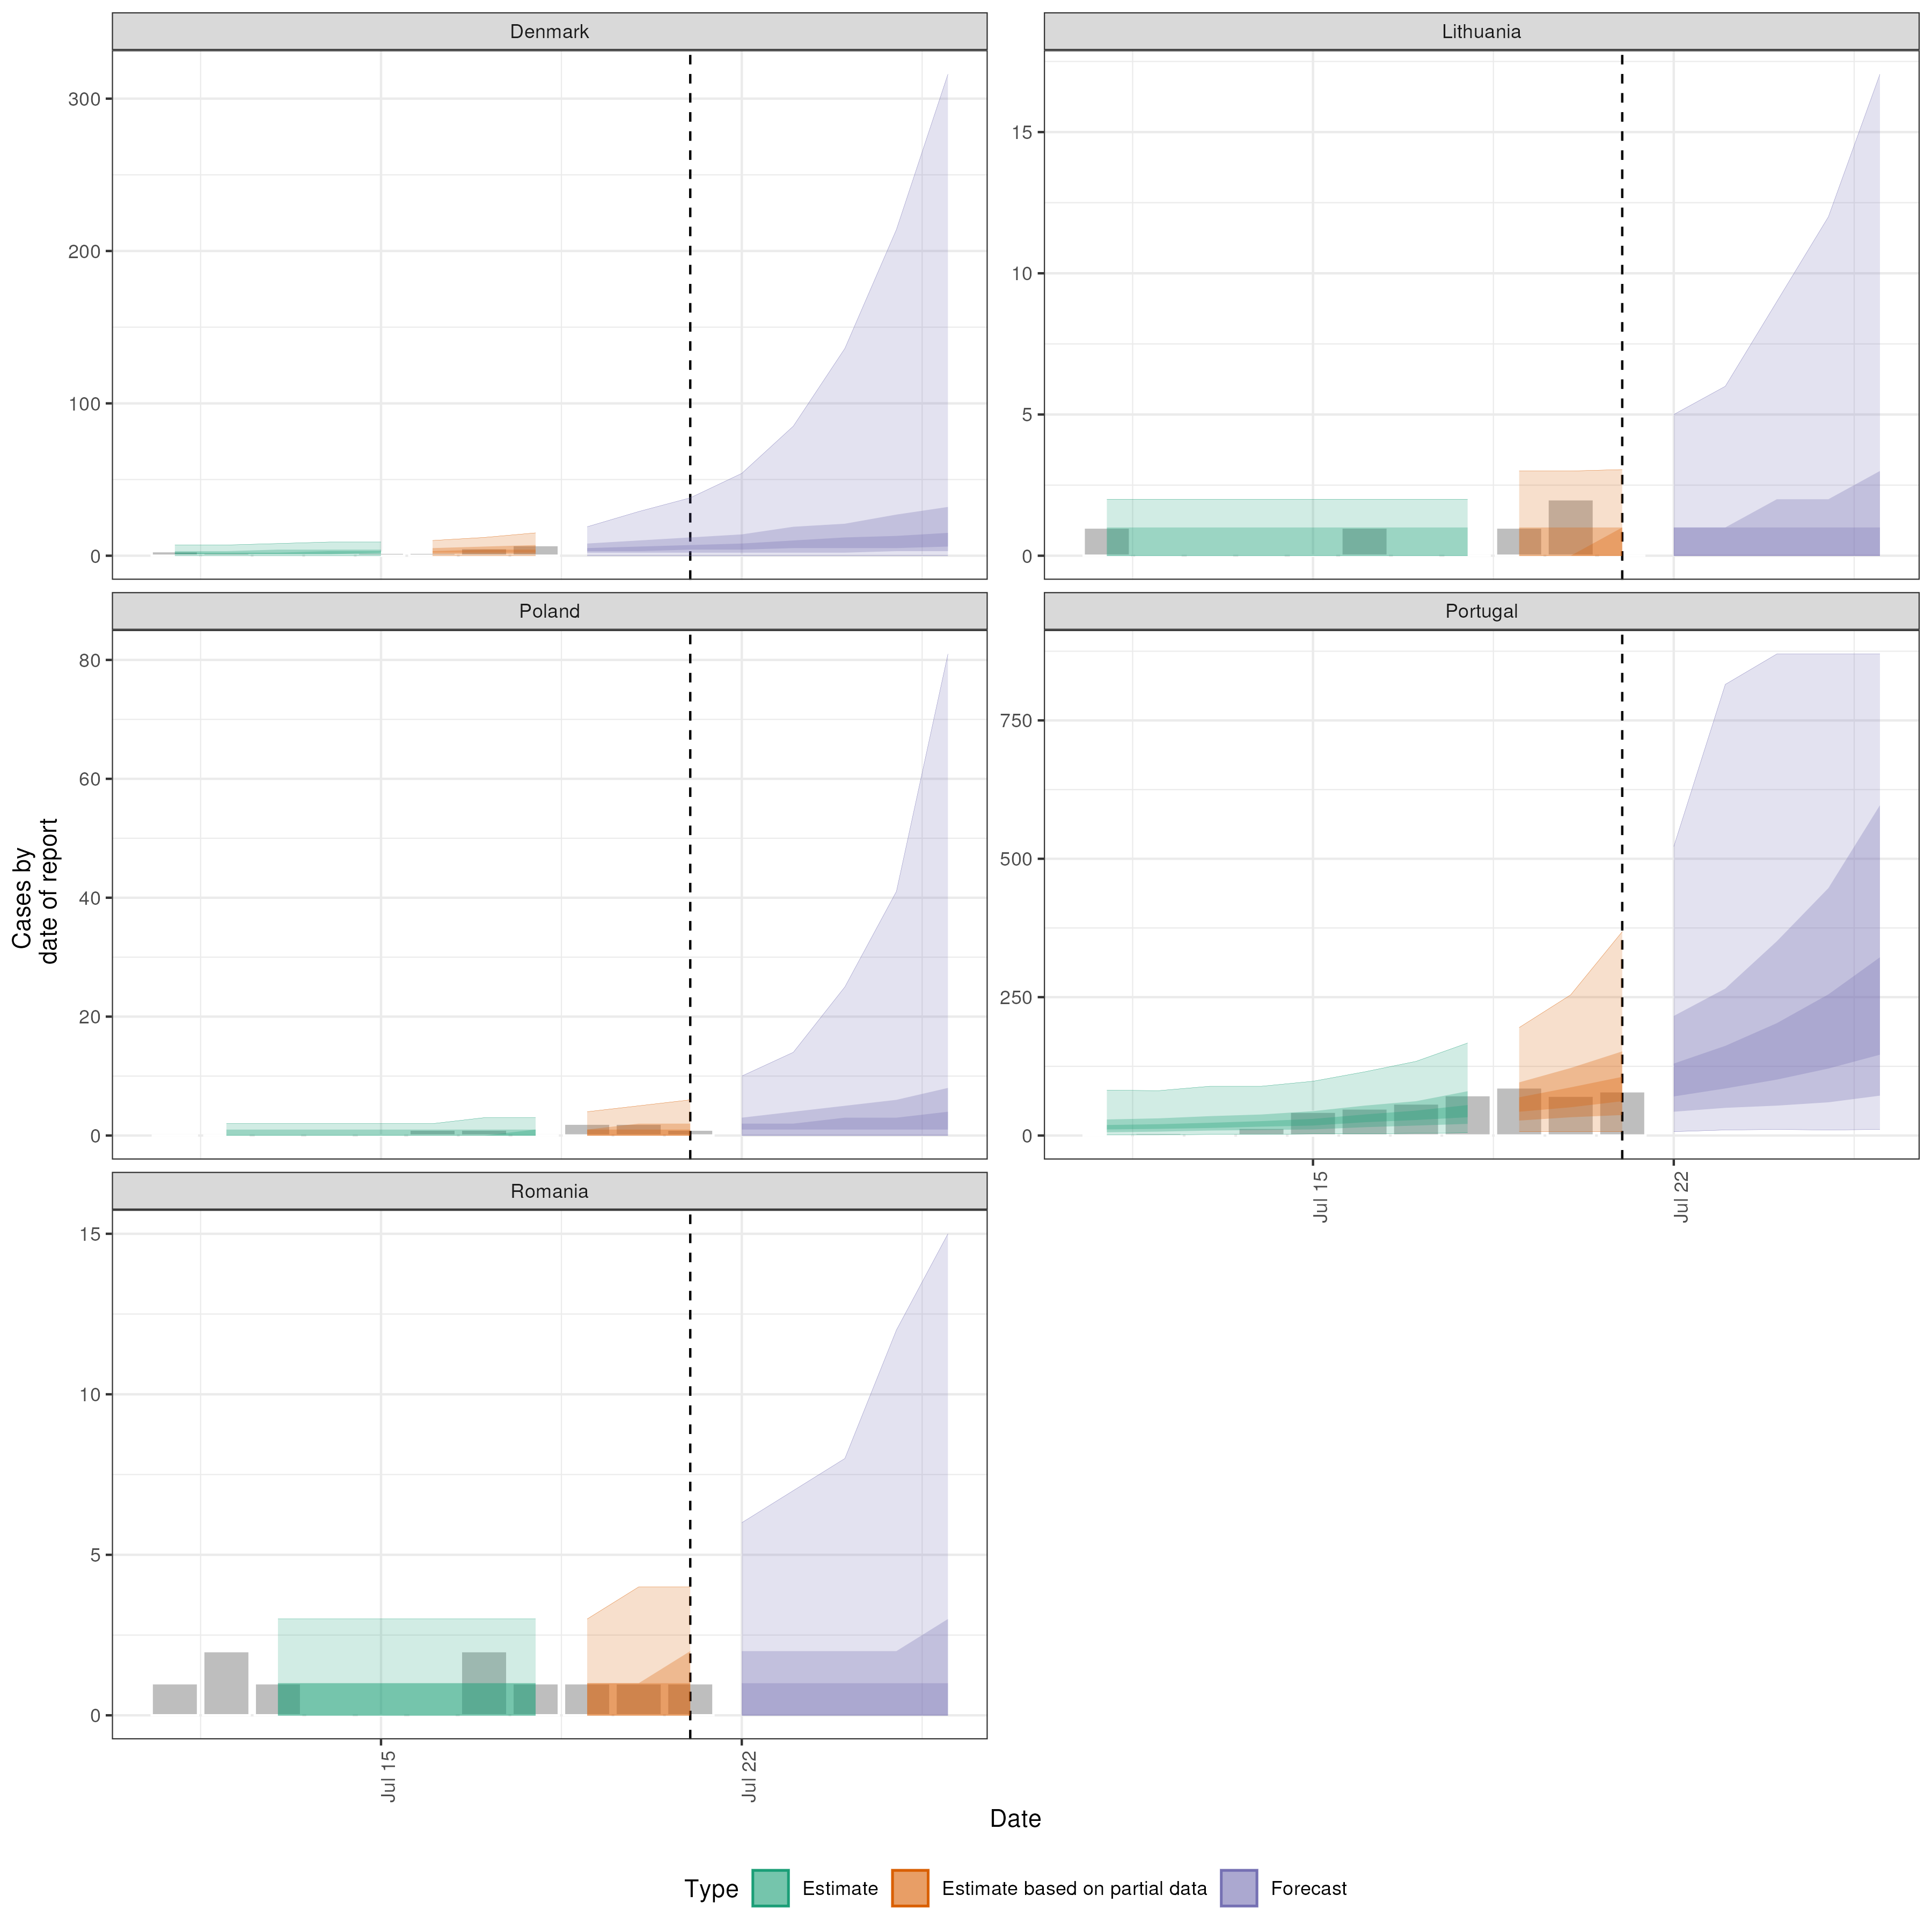 Denmark
Lithuania
300
200
100
0
15
10
5
0
Poland
Portugal
80
60
40
20
0
750
500
250
0
Cases by
date of report
Jul 15
Jul 22
Romania
15
10
5
0
Jul 15
Jul 22
Date
Type Estimate Estimate based on partial data Forecast